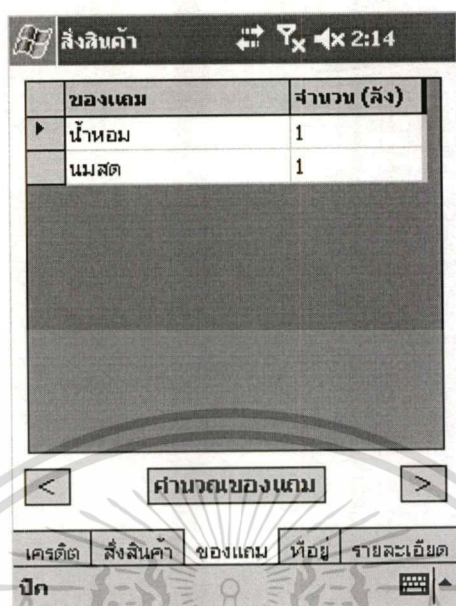 สั่งสินค้า 2:14
ของแถม จำนวน (ลัง)
น้ำหอม 1
นมสด 1
< คำนวณของแถม >
เครดิต สั่งสินค้า ของแถม ที่อยู่ รายละเอียด
ปิด